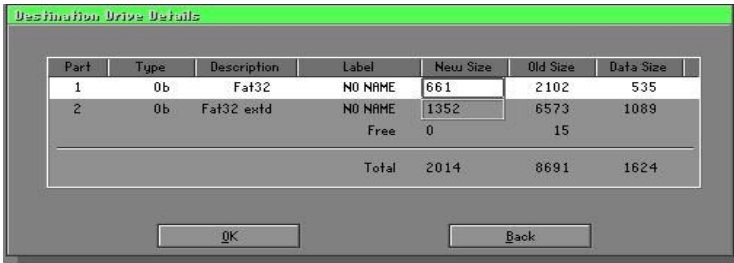 Destination Drive Details
Part Type Description Label New Size Old Size Data Size
1 0b Fat32 NO NAME 661 2102 535
2 0b Fat32 extd NO NAME 1352 6573 1089
Free 0 15
Total 2014 8691 1624
OK Back